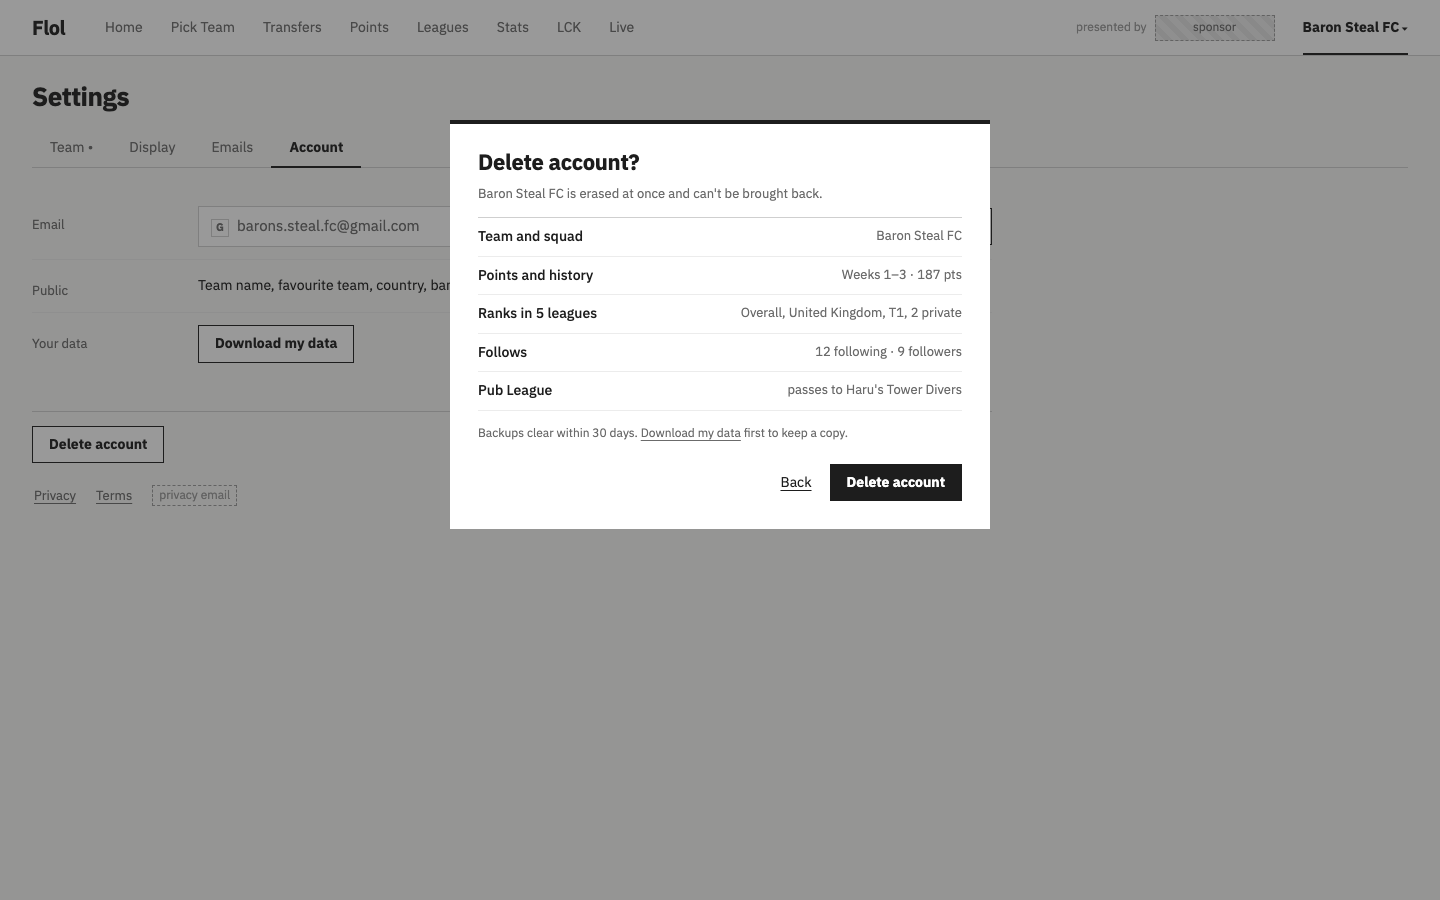 Flol Home Pick Team Transfers Points Leagues Stats LCK Live presented by sponsor Baron Steal FC
Settings
Team • Display Emails Account
Email G barons.steal.fc@gmail.com
Public Team name, favourite team, country,
Your data Download my data
Delete account
Privacy Terms privacy email
Delete account?
Baron Steal FC is erased at once and can't be brought back.
Team and squad Baron Steal FC
Points and history Weeks 1–3 · 187 pts
Ranks in 5 leagues Overall, United Kingdom, T1, 2 private
Follows 12 following · 9 followers
Pub League passes to Haru's Tower Divers
Backups clear within 30 days. Download my data first to keep a copy.
Back Delete account